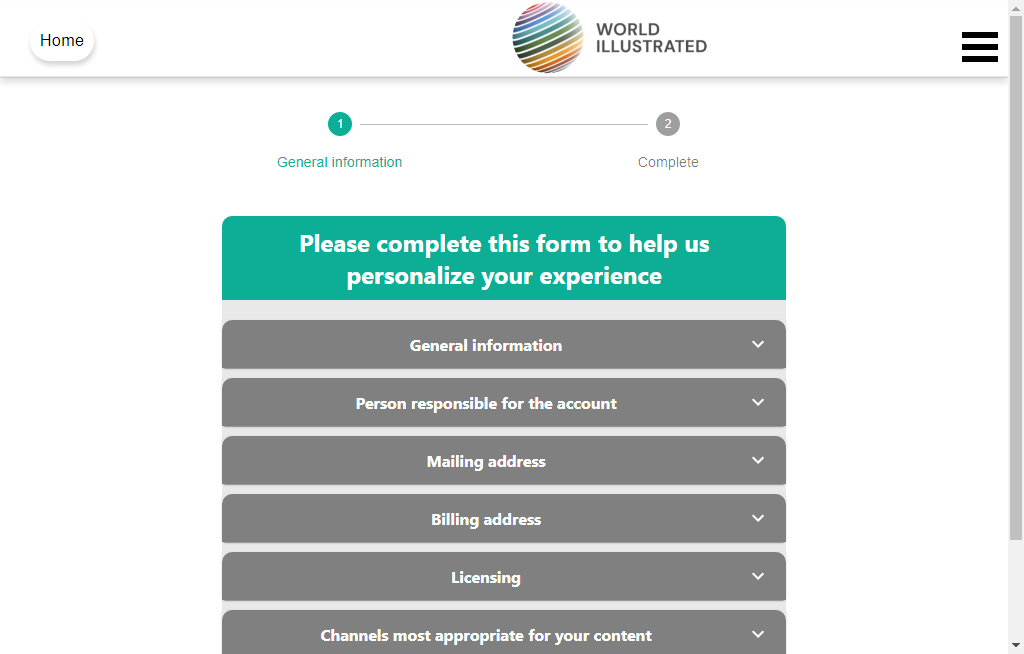 Home
WORLD
ILLUSTRATED
1
2
General information
Complete
Please complete this form to help us
personalize your experience
General information
Person responsible for the account
Mailing address
Billing address
Licensing
Channels most appropriate for your content